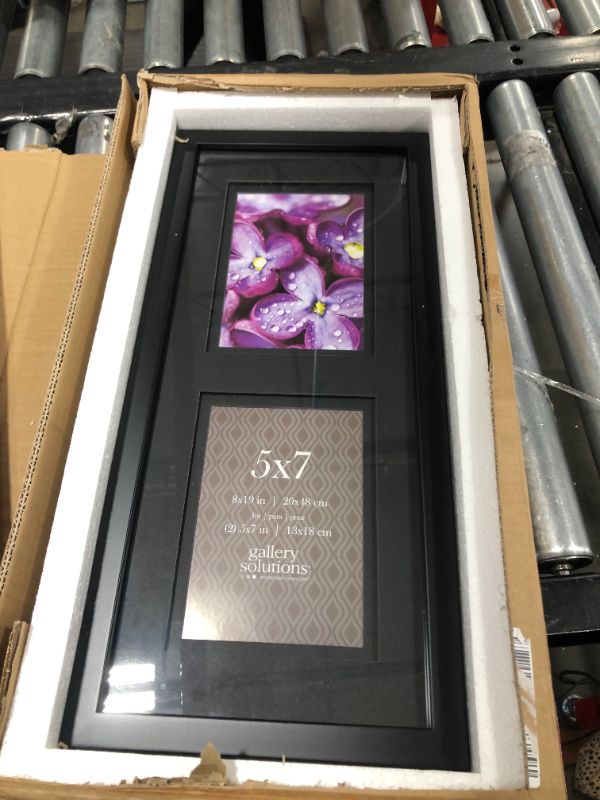 5x7
8x19 in | 20x48 cm
for / para / pour
(2) 5x7 in | 13x18 cm
gallery
solutions